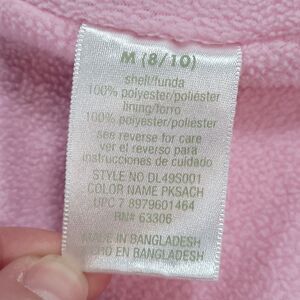 M (8/10)
shell/funda
100% polyester/poliéster
lining/forro
100% polyester/poliéster
see reverse for care
ver el reverso para
instrucciones de cuidado
STYLE NO DL49S001
COLOR NAME PKSACH
UPC 7 8979601464
RN# 63306
MADE IN BANGLADESH
EN BANGLADESH